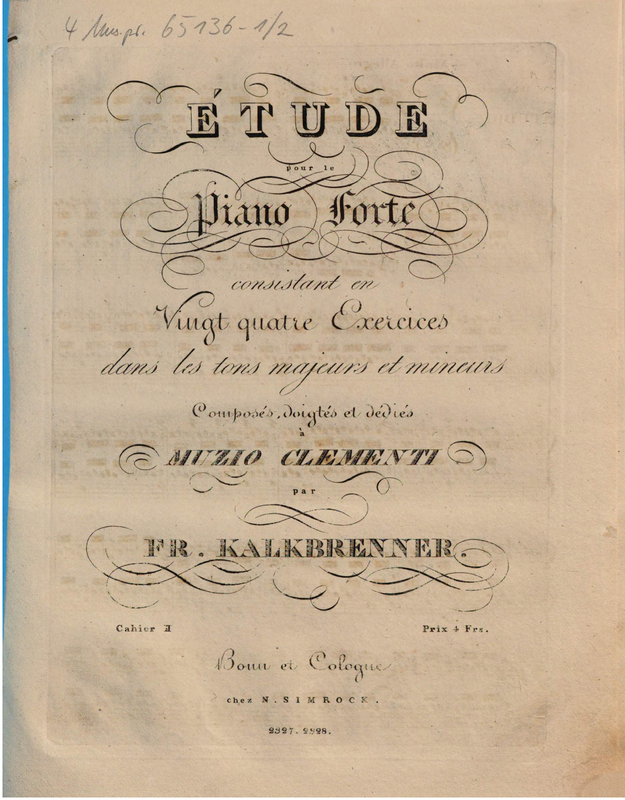 4 Mus.pr. 65136-1/2
ÉTUDE
pour le
Piano Forte
consistant en
Vingt quatre Exercices
dans les tons majeurs et mineurs
Composés, doigtés et dédiés
à
MUZIO CLEMENTI
par
FR. KALKBRENNER.
Cahier II Prix 4 Frs.
Bonn et Cologne
chez N. SIMROCK.
2327. 2328.